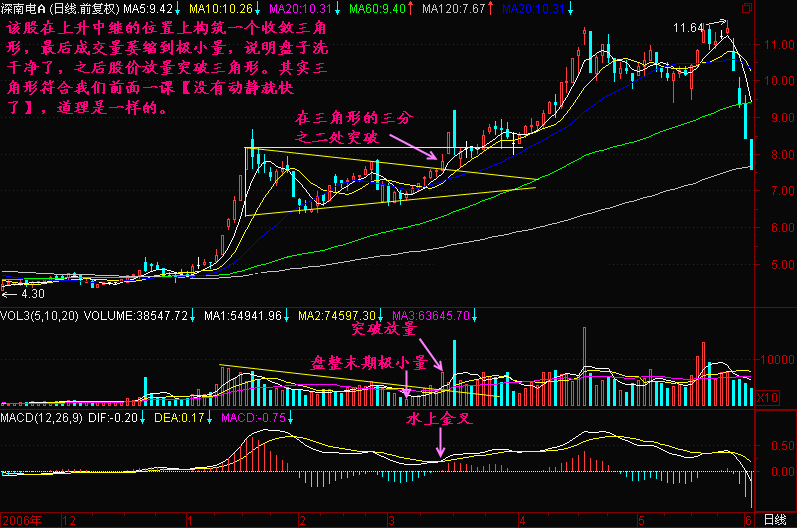 深南电A (日线.前复权) MA5:9.42↓ MA10:10.26↓ MA20:10.31↓ MA60:9.40↑ MA120:7.67↑ MA20:10.31↓
该股在上升中继的位置上构筑一个收敛三角
形，最后成交量萎缩到极小量，说明盘子洗
干净了，之后股价放量突破三角形。其实三
角形符合我们前面一课【没有动静就快
了】，道理是一样的。
11.64
11.00
10.00
在三角形的三分
之二处突破
9.00
8.00
7.00
6.00
5.00
← 4.30
VOL3(5,10,20) VOLUME:38547.72↓ MA1:54941.96↓ MA2:74597.30↓ MA3:63645.70↓
突破放量
盘整末期极小量
10000
X10
MACD(12,26,9) DIF:-0.20↓ DEA:0.17↓ MACD:-0.75↓
水上金叉
0.50
0.00
2006年 12 1 2 3 4 5 6 日线